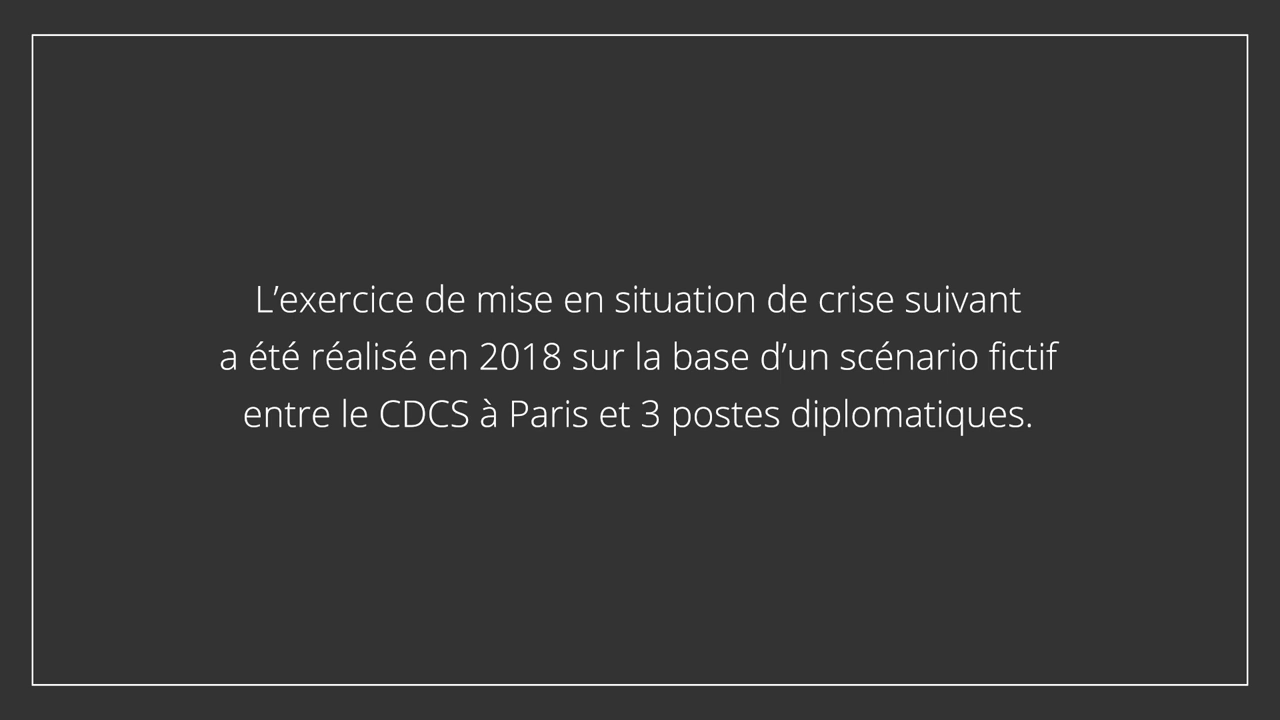 L’exercice de mise en situation de crise suivant
a été réalisé en 2018 sur la base d’un scénario fictif
entre le CDCS à Paris et 3 postes diplomatiques.